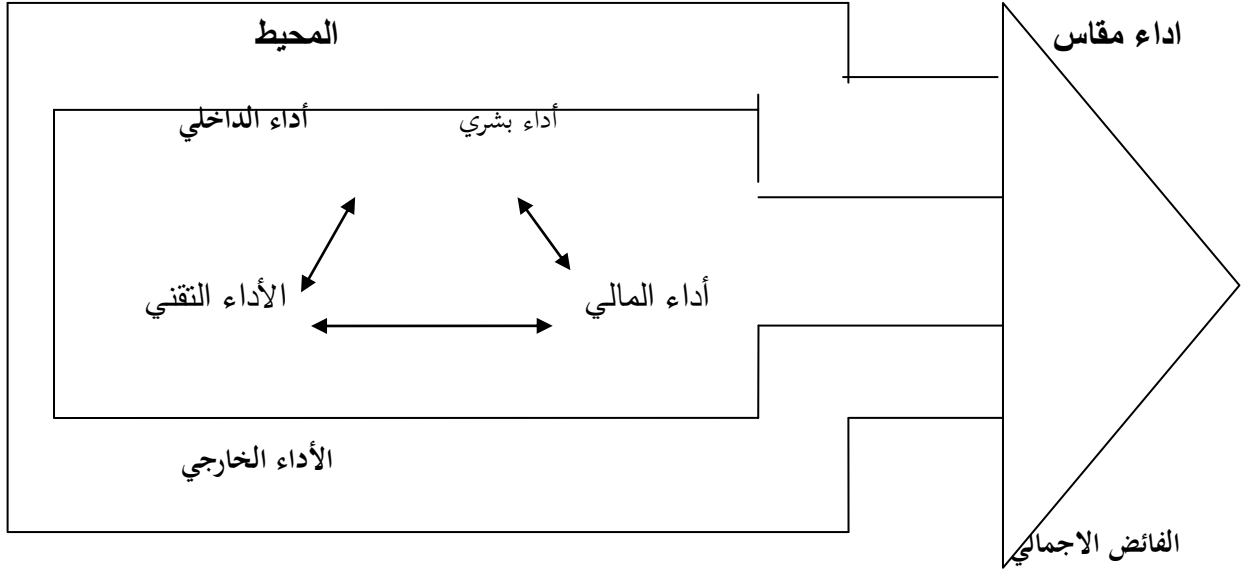 اداء مقاس
المحيط
أداء بشري
أداء الداخلي
أداء المالي
الأداء التقني
الأداء الخارجي
الفائض الاجمالي